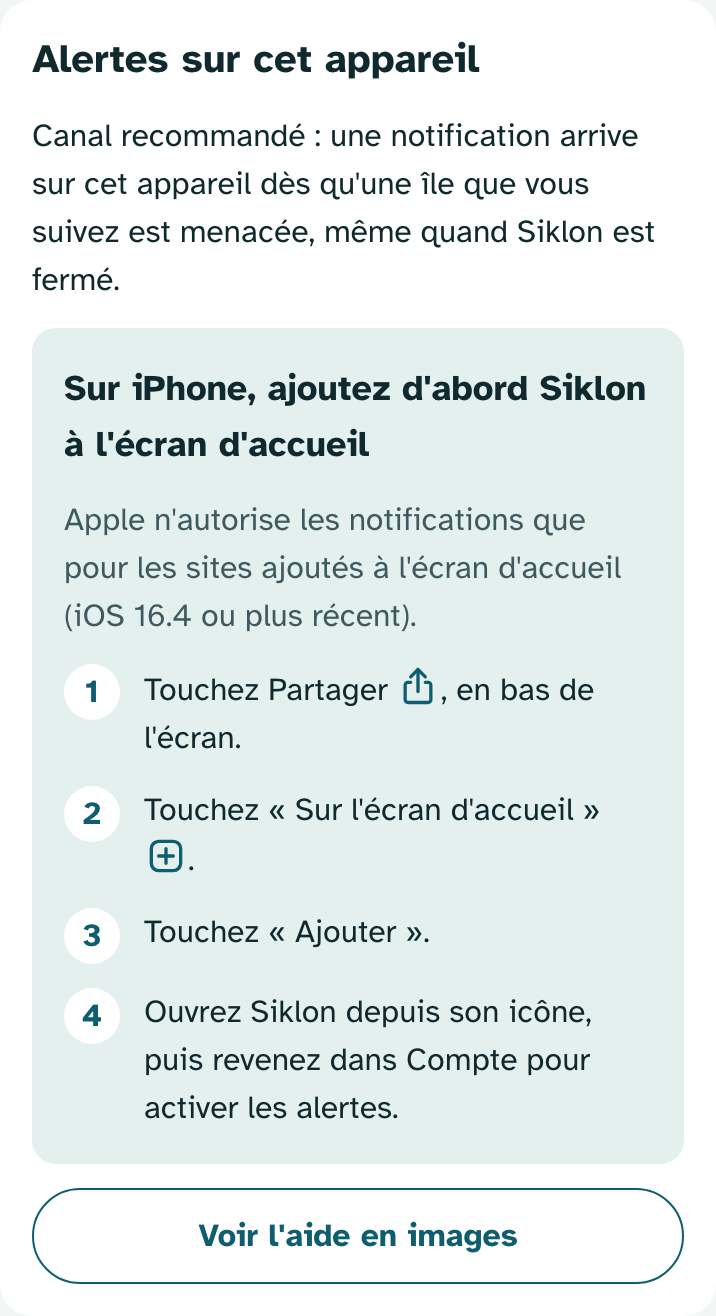 Alertes sur cet appareil
Canal recommandé : une notification arrive
sur cet appareil dès qu'une île que vous
suivez est menacée, même quand Siklon est
fermé.
Sur iPhone, ajoutez d'abord Siklon
à l'écran d'accueil
Apple n'autorise les notifications que
pour les sites ajoutés à l'écran d'accueil
(iOS 16.4 ou plus récent).
1 Touchez Partager , en bas de
l'écran.
2 Touchez « Sur l'écran d'accueil »
.
3 Touchez « Ajouter ».
4 Ouvrez Siklon depuis son icône,
puis revenez dans Compte pour
activer les alertes.
Voir l'aide en images